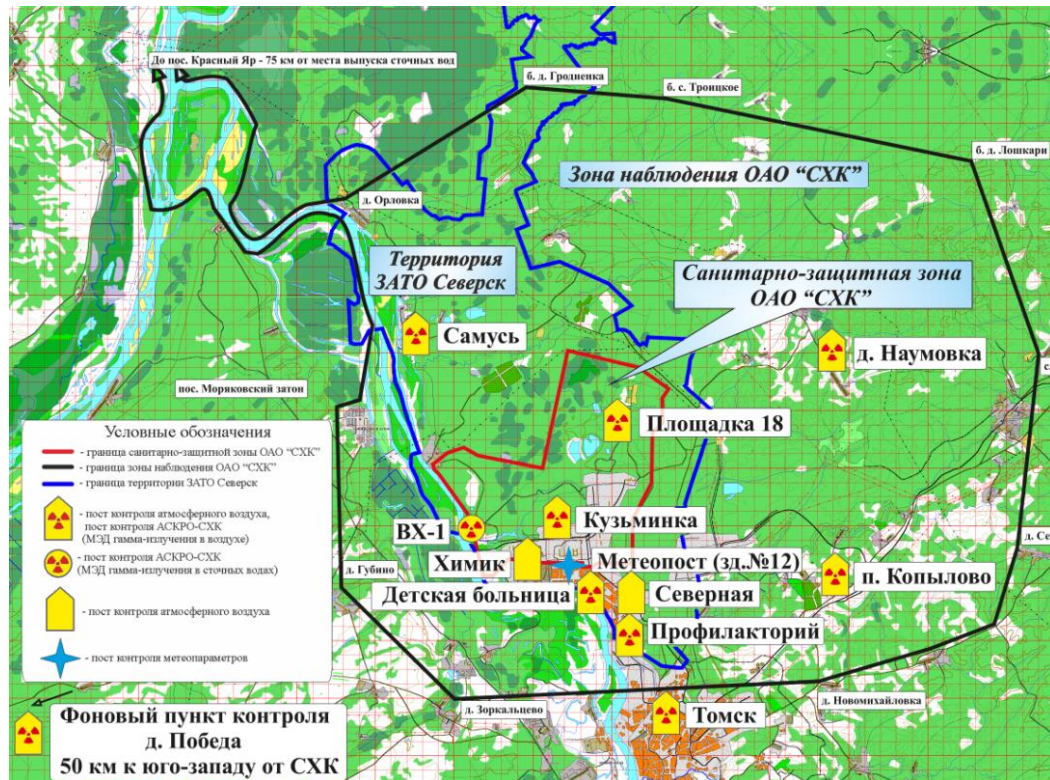 До пос. Красный Яр - 75 км от места выпуска сточных вод
б. д. Гродненка
б. с. Троицкое
б. д. Лошкари
Зона наблюдения ОАО “СХК”
д. Орловка
Территория
ЗАТО Северск
Санитарно-защитная зона
ОАО “СХК”
Самусь
д. Наумовка
пос. Моряковский затон
Площадка 18
Условные обозначения
- граница санитарно-защитной зоны ОАО “СХК”
- граница зоны наблюдения ОАО “СХК”
- граница территории ЗАТО Северск
- пост контроля атмосферного воздуха,
пост контроля АСКРО-СХК
(МЭД гамма-излучения в воздухе)
- пост контроля АСКРО-СХК
(МЭД гамма-излучения в сточных водах)
- пост контроля атмосферного воздуха
- пост контроля метеопараметров
ВХ-1
Кузьминка
Химик
Метеопост (зд.№12)
д. Губино
Детская больница
Северная
п. Копылово
Профилакторий
д. Зоркальцево
Томск
д. Новомихайловка
Фоновый пункт контроля
д. Победа
50 км к юго-западу от СХК